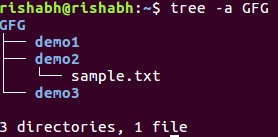 rishabh@rishabh:~$ tree -a GFG
GFG
├── demo1
├── demo2
│   └── sample.txt
└── demo3
3 directories, 1 file